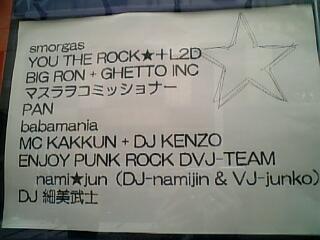 smorgas
YOU THE ROCK★+L2D
BIG RON + GHETTO INC
マスラヲコミッショナー
PAN
babamania
MC KAKKUN + DJ KENZO
ENJOY PUNK ROCK DVJ-TEAM
nami★jun (DJ-namijin & VJ-junko)
DJ 細美武士